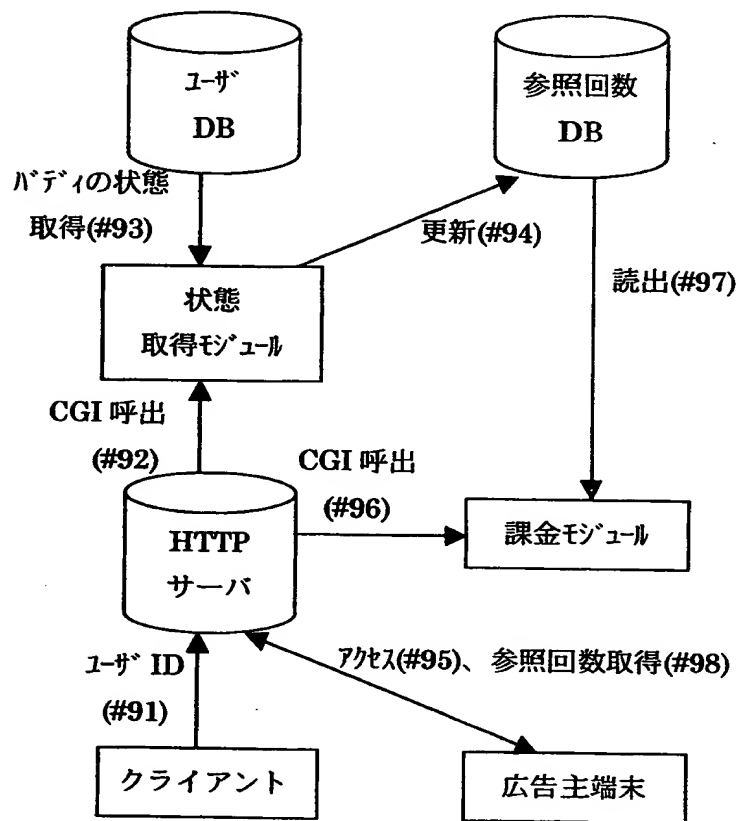 ﾕｰｻﾞ
DB
参照回数
DB
ﾊﾞﾃﾞｨの状態
取得(#93)
更新(#94)
読出(#97)
状態
取得ﾓｼﾞｭｰﾙ
CGI 呼出
(#92)
CGI 呼出
(#96)
HTTP
サーバ
課金ﾓｼﾞｭｰﾙ
ﾕｰｻﾞ ID
(#91)
ｱｸｾｽ(#95)、参照回数取得(#98)
クライアント
広告主端末